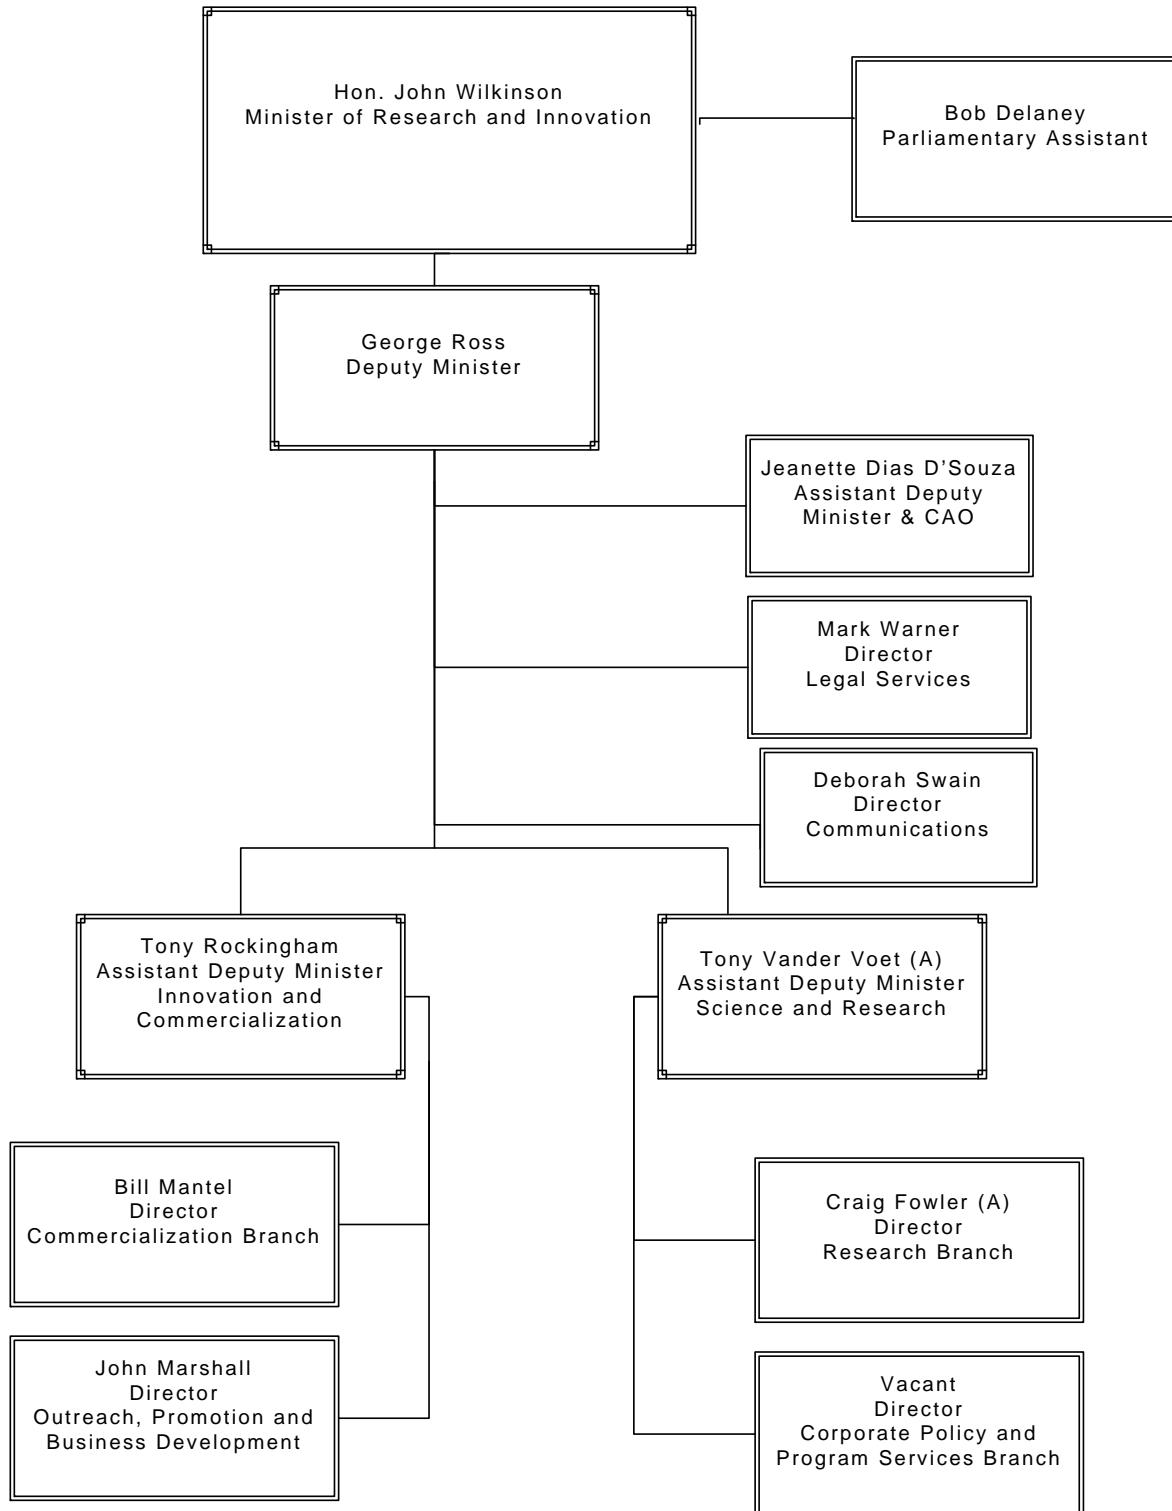 Hon. John Wilkinson
Minister of Research and Innovation
Bob Delaney
Parliamentary Assistant
George Ross
Deputy Minister
Jeanette Dias D’Souza
Assistant Deputy
Minister & CAO
Mark Warner
Director
Legal Services
Deborah Swain
Director
Communications
Tony Rockingham
Assistant Deputy Minister
Innovation and
Commercialization
Tony Vander Voet (A)
Assistant Deputy Minister
Science and Research
Bill Mantel
Director
Commercialization Branch
Craig Fowler (A)
Director
Research Branch
John Marshall
Director
Outreach, Promotion and
Business Development
Vacant
Director
Corporate Policy and
Program Services Branch